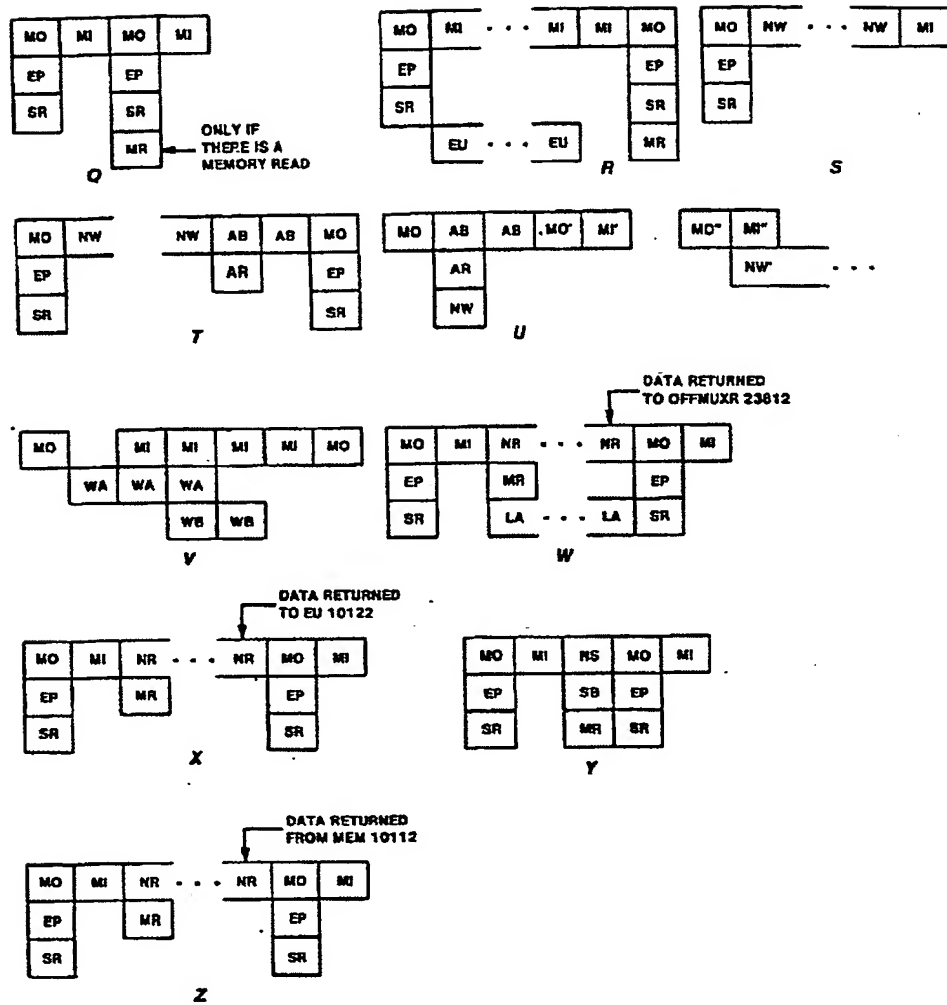 MO MI MO MI
EP EP
SR SR
MR
ONLY IF
THERE IS A
MEMORY READ
Q
MO MI • • • MI MI MO
EP EP
SR SR
EU • • • EU MR
R
MO NW • • • NW MI
EP
SR
S
MO NW NW AB AB MO
EP AR EP
SR SR
T
MO AB AB MO' MI'
AR
NW
U
MO" MI"
NW" • • •
DATA RETURNED
TO OFFMUXR 23812
MO MI MI MI MI MO
WA WA WA
WB WB
V
MO MI NR • • • NR MO MI
EP MR EP
SR LA • • • LA SR
W
DATA RETURNED
TO EU 10122
MO MI NR • • • NR MO MI
EP MR EP
SR SR
X
MO MI NS MO MI
EP SB EP
SR MR SR
Y
DATA RETURNED
FROM MEM 10112
MO MI NR • • • NR MO MI
EP MR EP
SR SR
Z